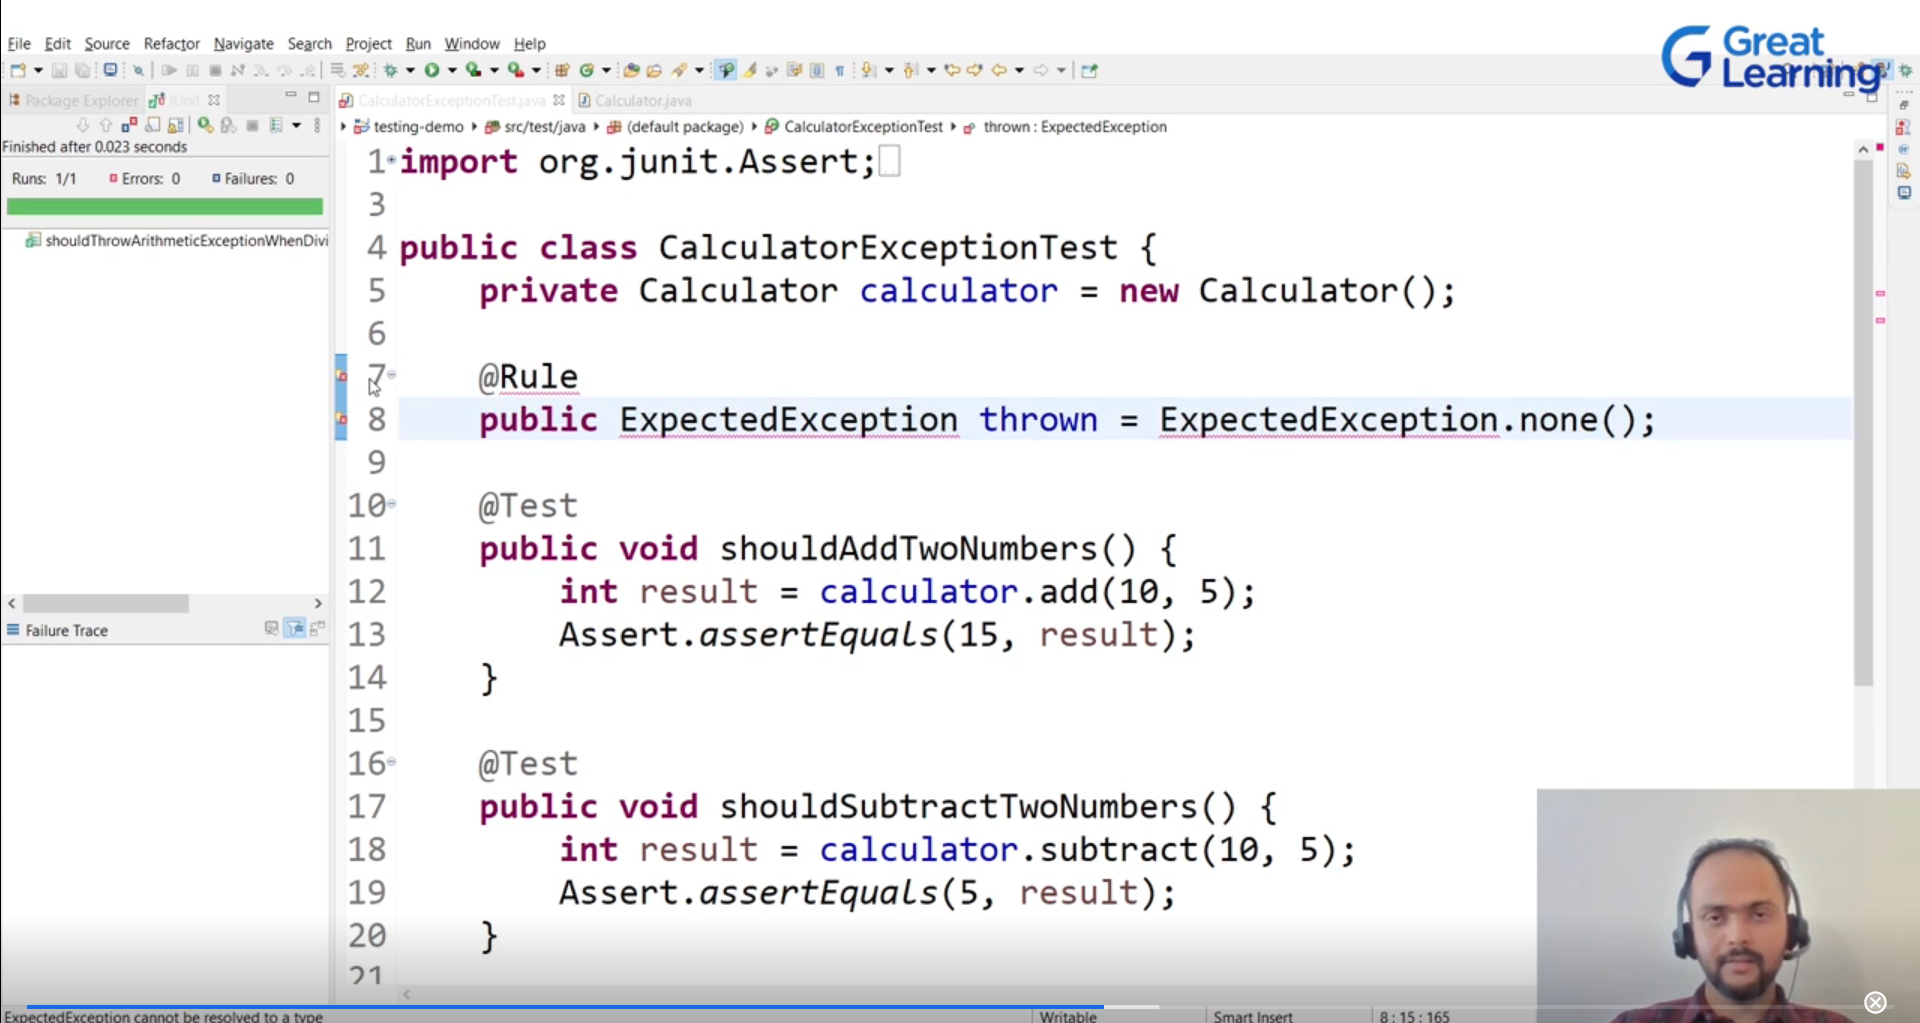 File Edit Source Refactor Navigate Search Project Run Window Help
Great Learning
Package Explorer JUnit
CalculatorExceptionTest.java Calculator.java
testing-demo src/test/java (default package) CalculatorExceptionTest thrown : ExpectedException
Finished after 0.023 seconds
Runs: 1/1 Errors: 0 Failures: 0
shouldThrowArithmeticExceptionWhenDivi
Failure Trace
1 import org.junit.Assert;
3
4 public class CalculatorExceptionTest {
5 private Calculator calculator = new Calculator();
6
7 @Rule
8 public ExpectedException thrown = ExpectedException.none();
9
10 @Test
11 public void shouldAddTwoNumbers() {
12 int result = calculator.add(10, 5);
13 Assert.assertEquals(15, result);
14 }
15
16 @Test
17 public void shouldSubtractTwoNumbers() {
18 int result = calculator.subtract(10, 5);
19 Assert.assertEquals(5, result);
20 }
21
ExpectedException cannot be resolved to a type Writable Smart Insert 8 : 15 : 165